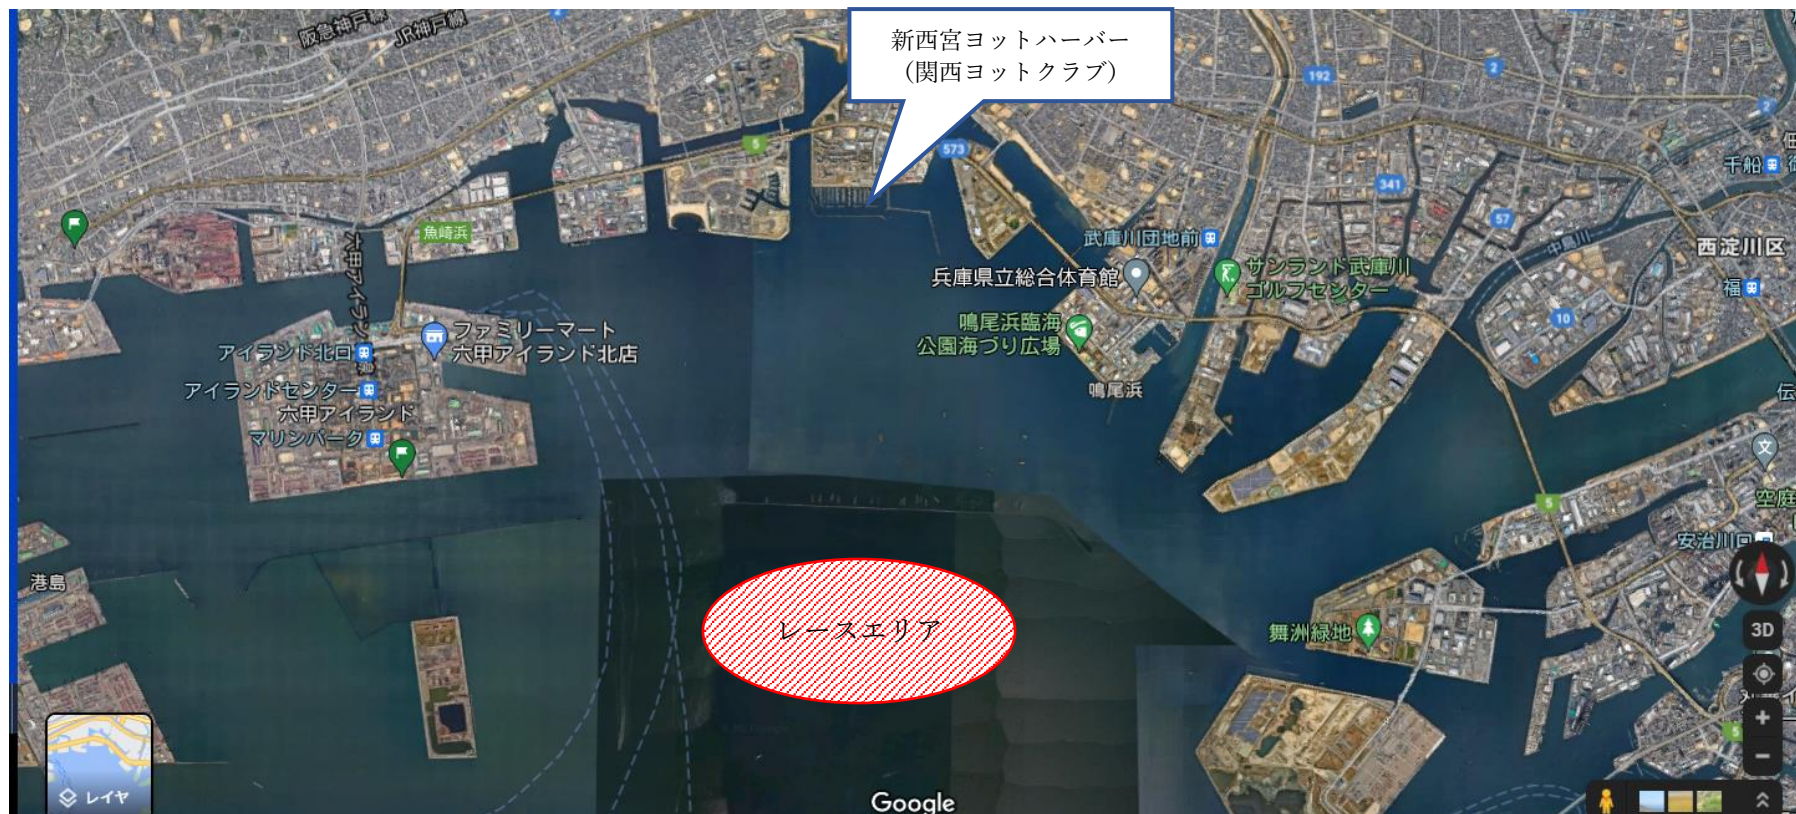 阪急神戸線
JR神戸線
新西宮ヨットハーバー
（関西ヨットクラブ）
192
2
2
5
573
341
57
千船
魚崎浜
六甲アイランド線
武庫川団地前
中島川
西淀川区
兵庫県立総合体育館
サンランド武庫川
ゴルフセンター
福
10
鳴尾浜臨海
公園海づり広場
ファミリーマート
六甲アイランド北店
アイランド北口
アイランドセンター
六甲アイランド
マリンパーク
鳴尾浜
伝
5
空庭
安治川口
港島
レースエリア
舞洲緑地
3D
5
レイヤ
Google